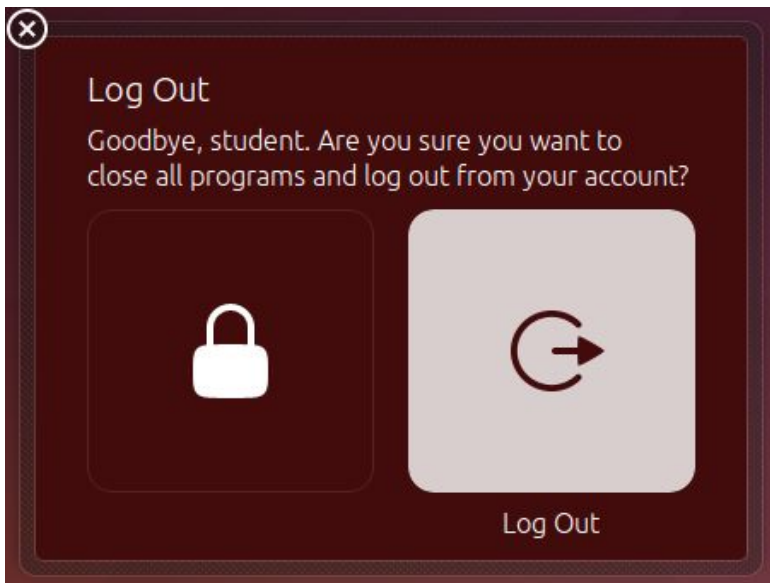 Log Out
Goodbye, student. Are you sure you want to
close all programs and log out from your account?
Log Out